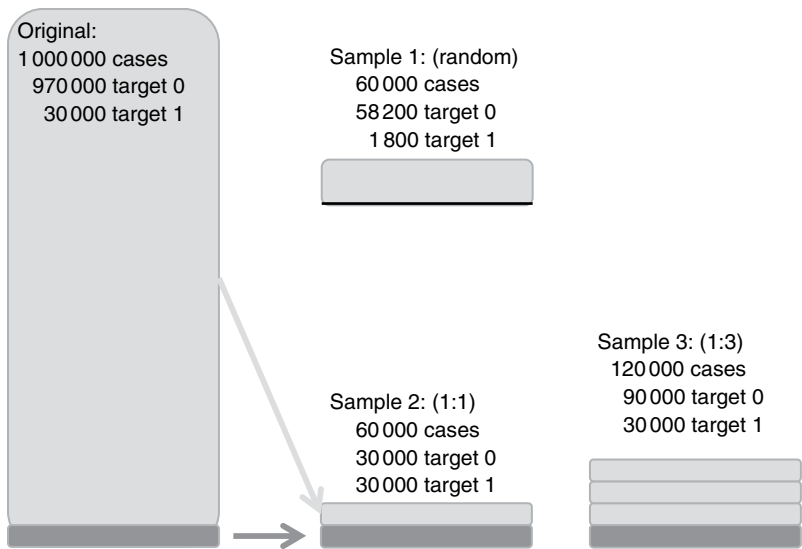 Original:
1 000 000 cases
970 000 target 0
30 000 target 1
Sample 1: (random)
60 000 cases
58 200 target 0
1 800 target 1
Sample 2: (1:1)
60 000 cases
30 000 target 0
30 000 target 1
Sample 3: (1:3)
120 000 cases
90 000 target 0
30 000 target 1